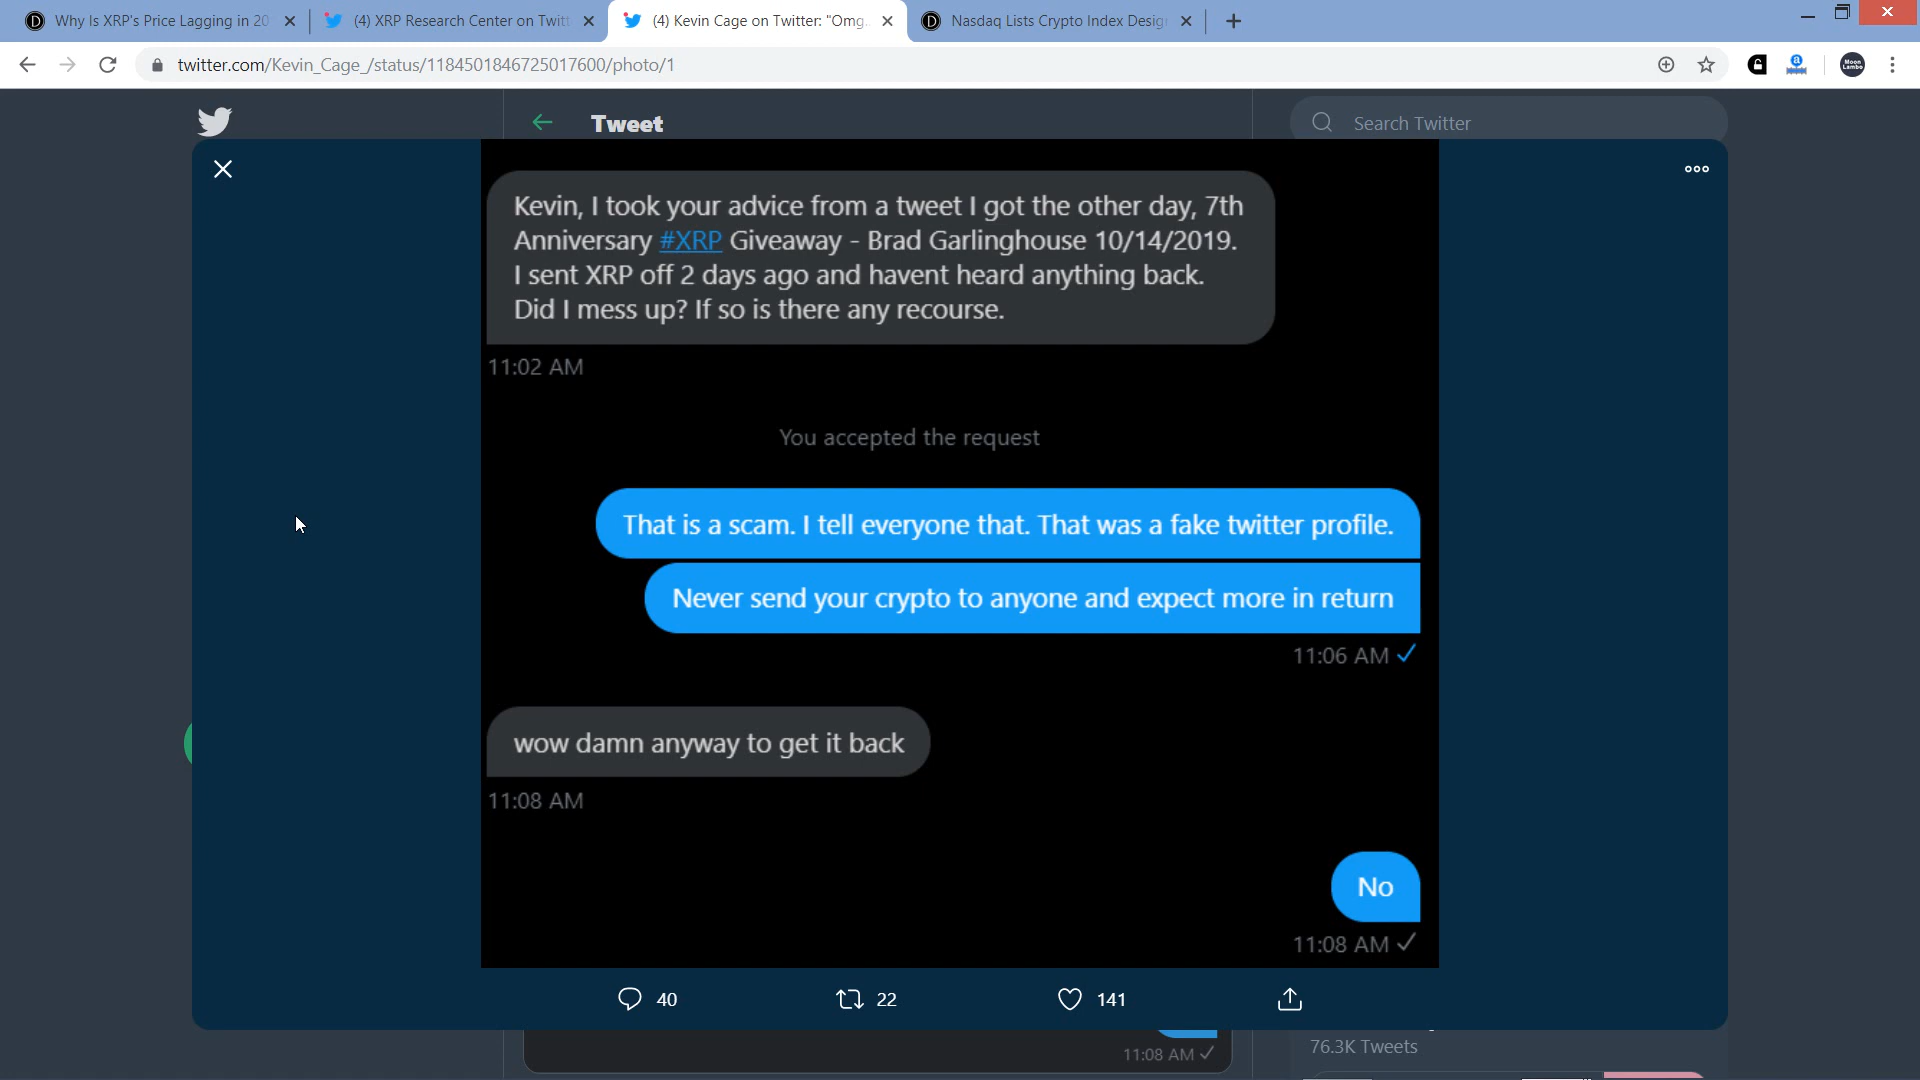 Why Is XRP's Price Lagging in 20
(4) XRP Research Center on Twitt
(4) Kevin Cage on Twitter: "Omg
Nasdaq Lists Crypto Index Desig
twitter.com/Kevin_Cage_/status/1184501846725017600/photo/1
Moon
Lambo
Tweet
Search Twitter
Kevin, I took your advice from a tweet I got the other day, 7th
Anniversary #XRP Giveaway - Brad Garlinghouse 10/14/2019.
I sent XRP off 2 days ago and havent heard anything back.
Did I mess up? If so is there any recourse.
11:02 AM
You accepted the request
That is a scam. I tell everyone that. That was a fake twitter profile.
Never send your crypto to anyone and expect more in return
11:06 AM
wow damn anyway to get it back
11:08 AM
No
11:08 AM
40
22
141
11:08 AM
76.3K Tweets